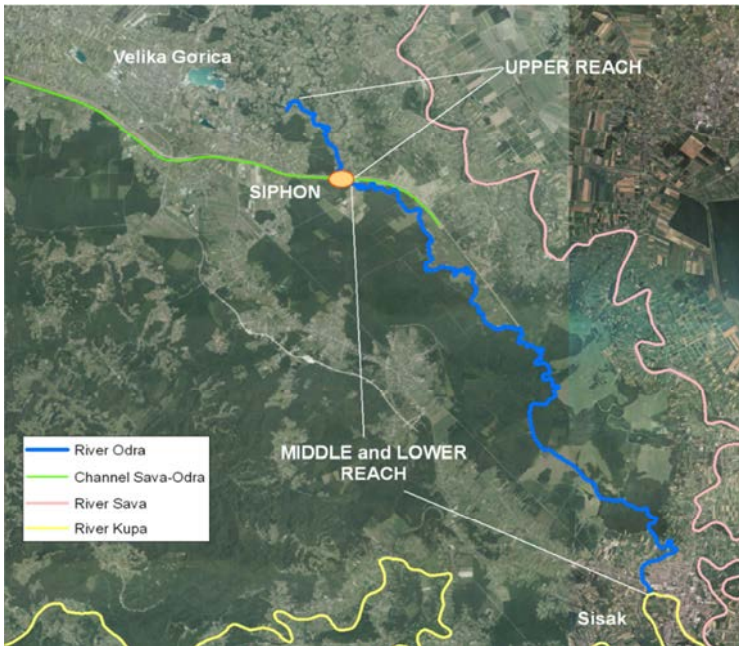 Velika Gorica
UPPER REACH
SIPHON
MIDDLE and LOWER
REACH
River Odra
Channel Sava-Odra
River Sava
River Kupa
Sisak